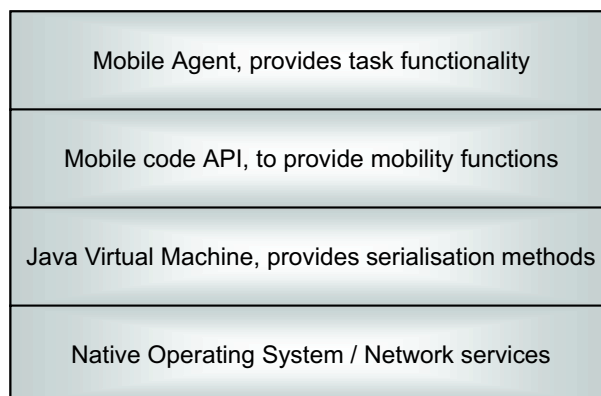 Mobile Agent, provides task functionality
Mobile code API, to provide mobility functions
Java Virtual Machine, provides serialisation methods
Native Operating System / Network services